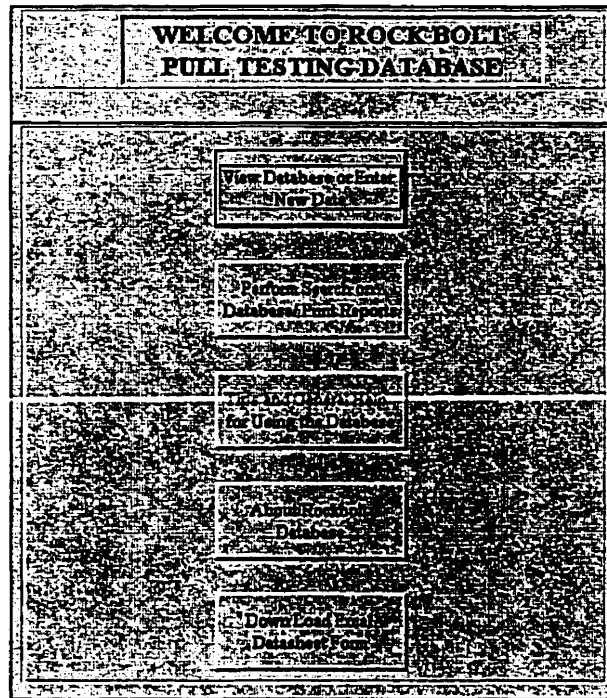 WELCOME TO ROCK BOLT
PULL TESTING DATABASE
View Database or Enter
New Data
Perform Search on
Database/Print Reports
for Using the Database
About Rockbolt
Database
Down Load
Datasheet Form